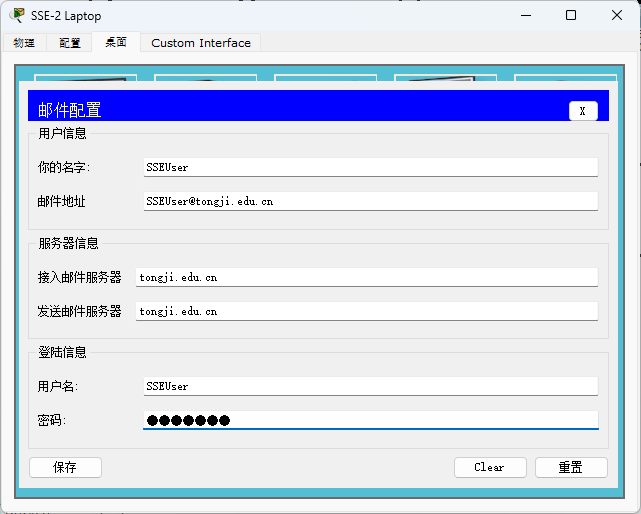 SSE-2 Laptop
物理 配置 桌面 Custom Interface
邮件配置 X
用户信息
你的名字: SSEUser
邮件地址 SSEUser@tongji.edu.cn
服务器信息
接入邮件服务器 tongji.edu.cn
发送邮件服务器 tongji.edu.cn
登陆信息
用户名: SSEUser
密码: ●●●●●●●
保存 Clear 重置